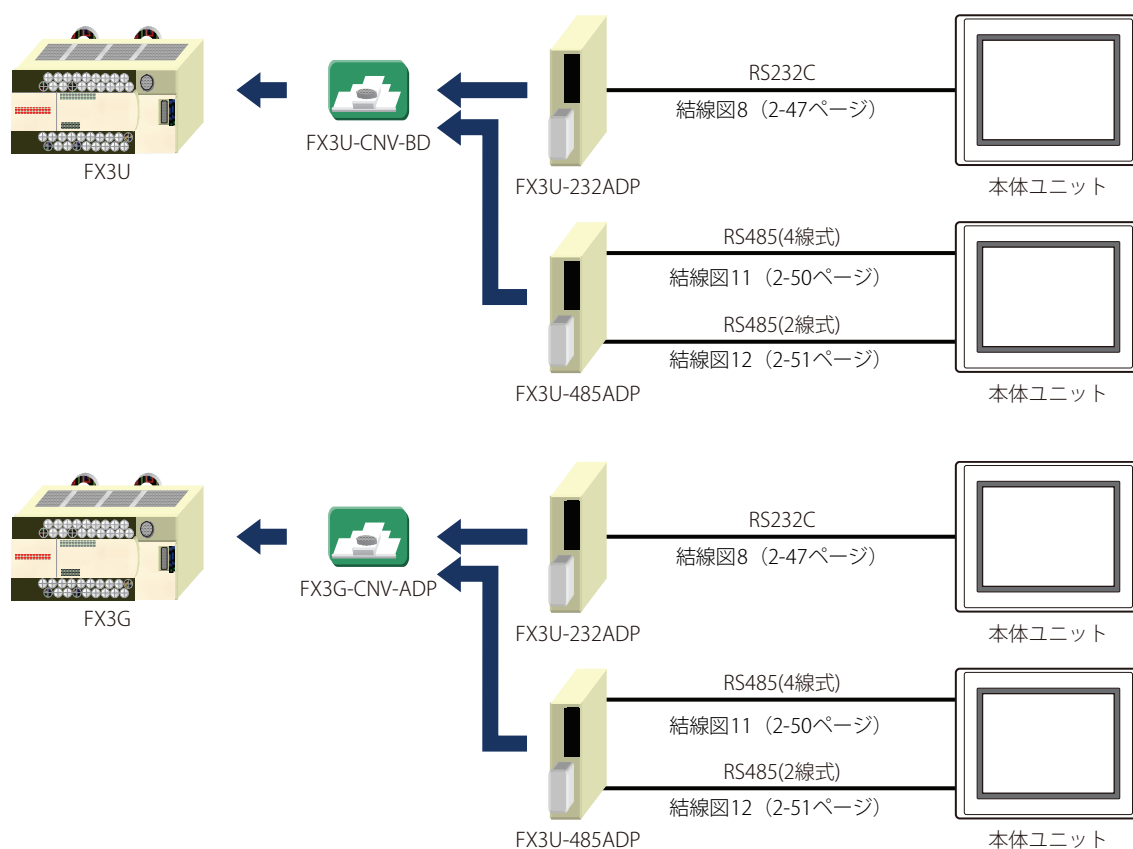 RS232C
結線図8（2-47ページ）
FX3U
FX3U-CNV-BD
FX3U-232ADP
本体ユニット
RS485(4線式)
結線図11（2-50ページ）
RS485(2線式)
結線図12（2-51ページ）
FX3U-485ADP
本体ユニット
RS232C
結線図8（2-47ページ）
FX3G
FX3G-CNV-ADP
FX3U-232ADP
本体ユニット
RS485(4線式)
結線図11（2-50ページ）
RS485(2線式)
結線図12（2-51ページ）
FX3U-485ADP
本体ユニット